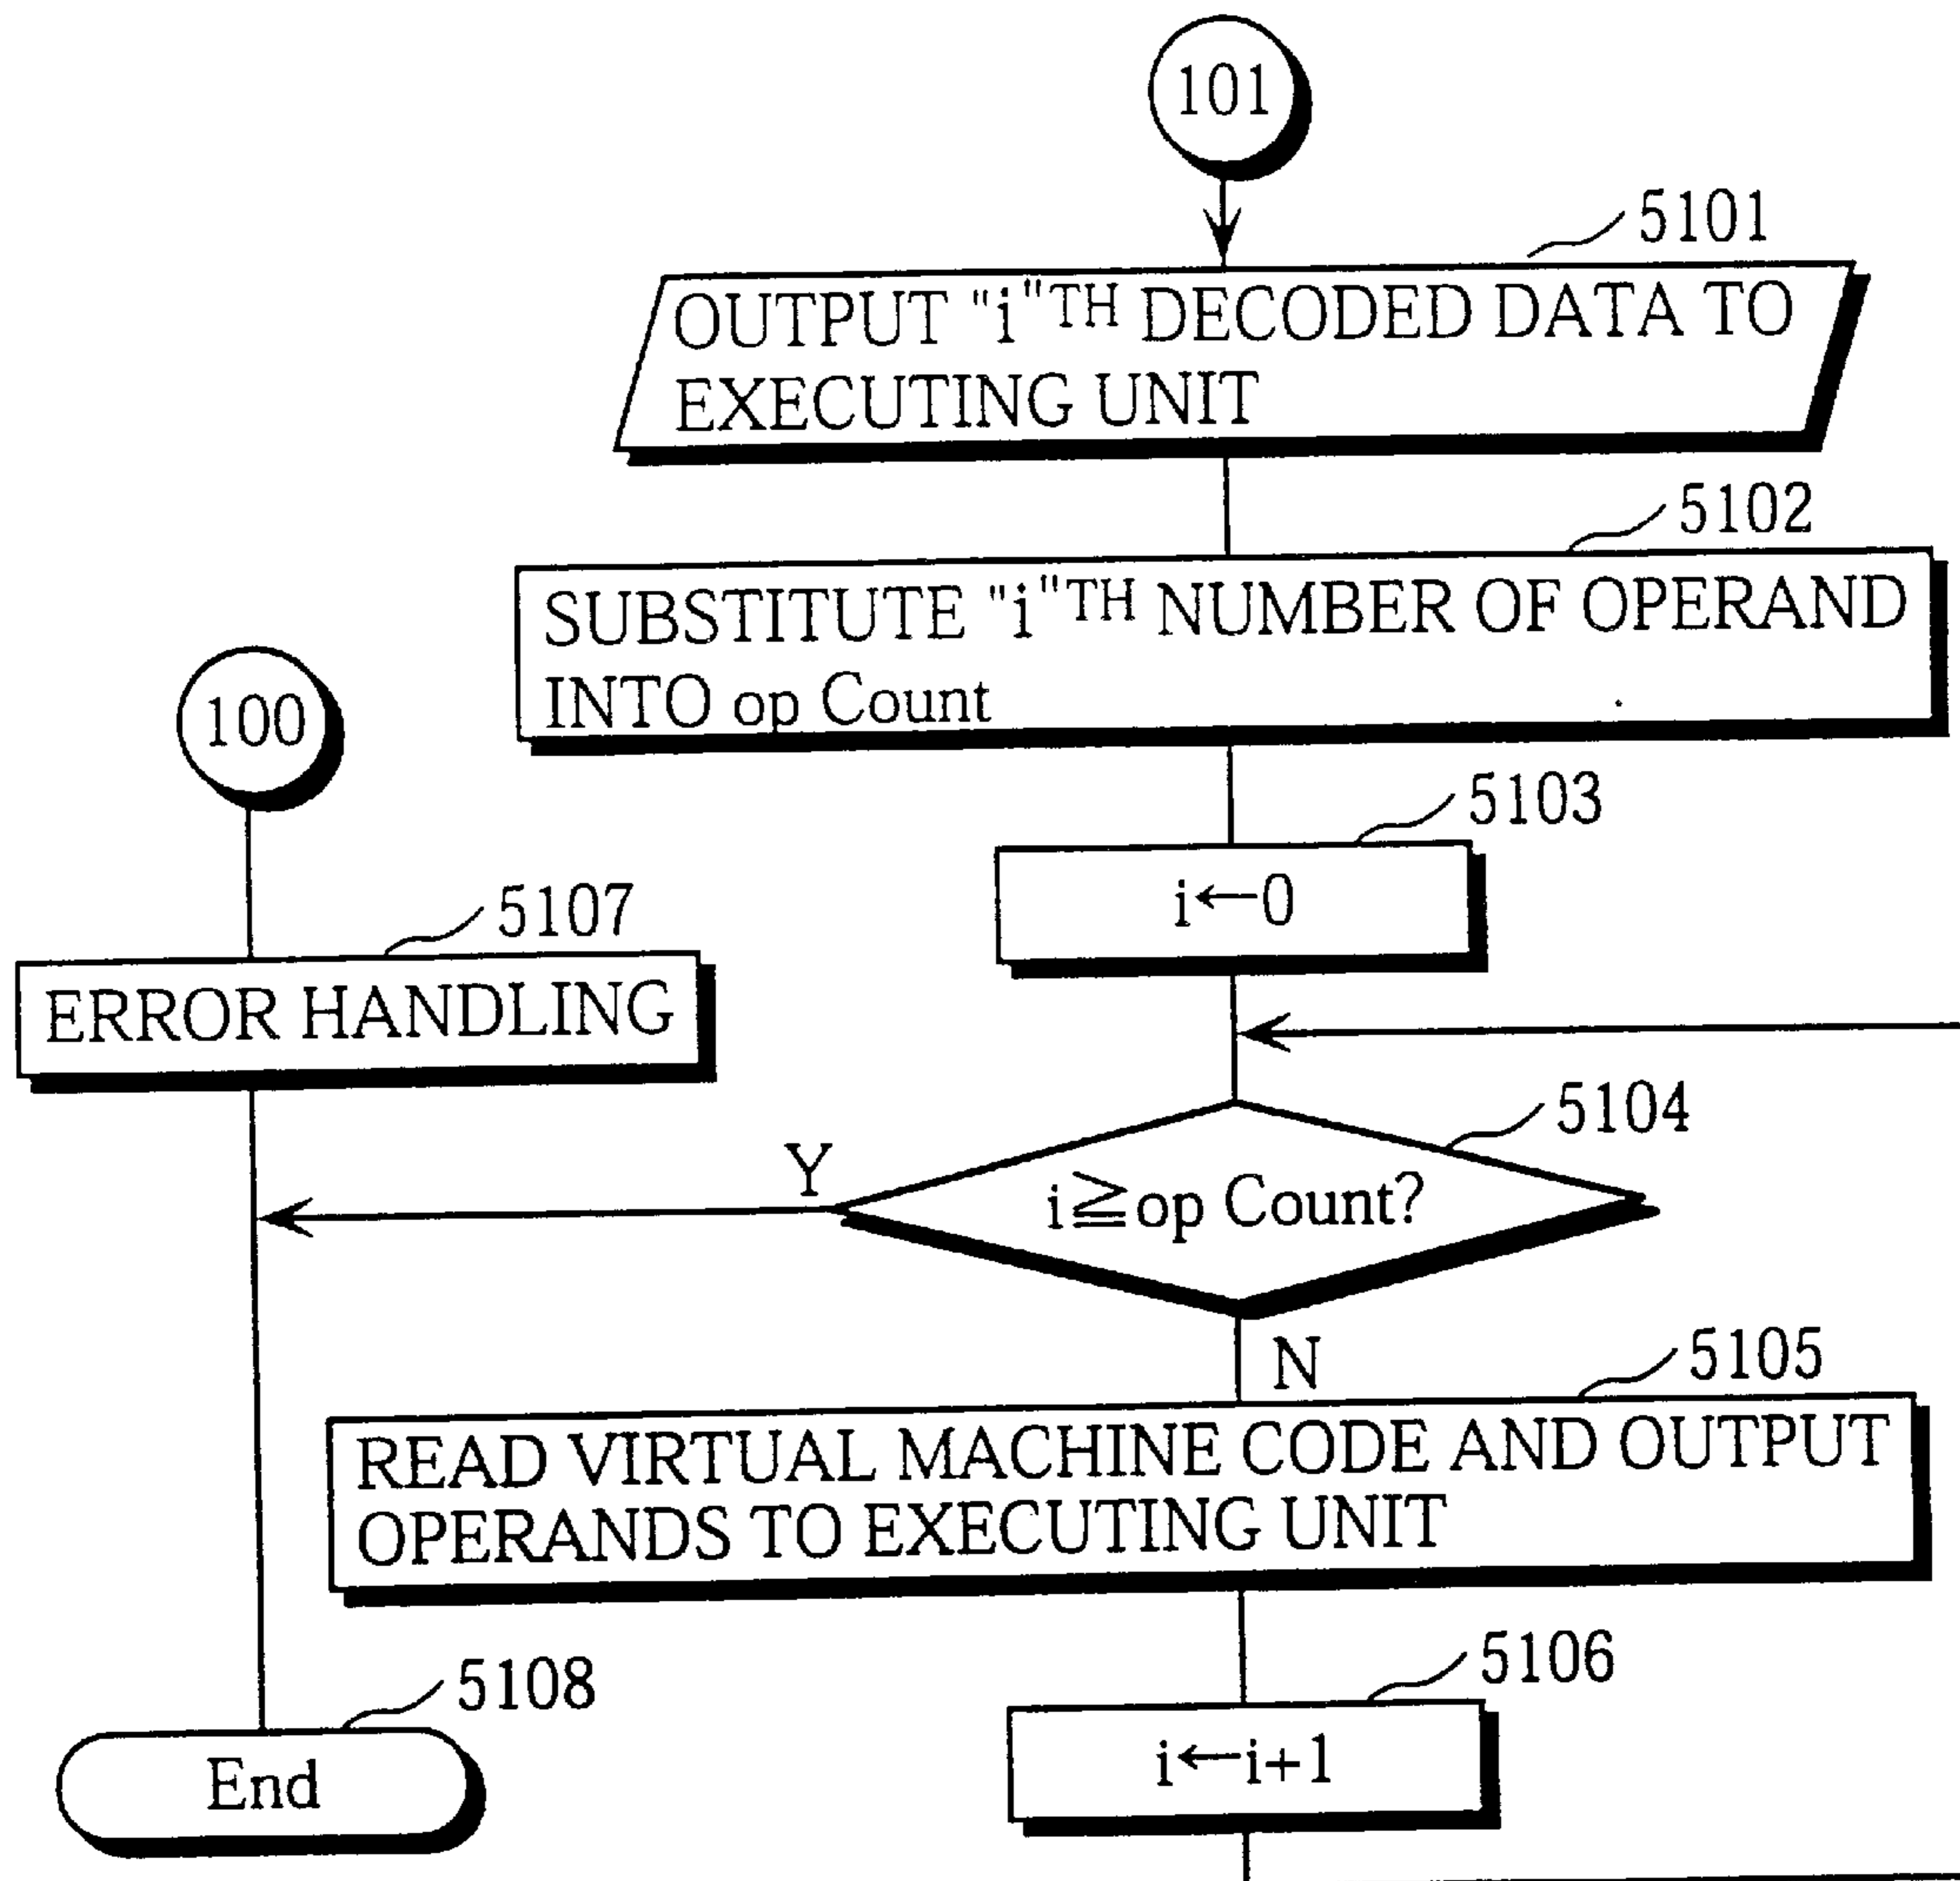 101
5101
OUTPUT "i"TH DECODED DATA TO
EXECUTING UNIT
5102
SUBSTITUTE "i"TH NUMBER OF OPERAND
INTO op Count
100
5103
i←0
5107
ERROR HANDLING
5104
Y
i≧op Count?
N
5105
READ VIRTUAL MACHINE CODE AND OUTPUT
OPERANDS TO EXECUTING UNIT
5106
i←i+1
5108
End